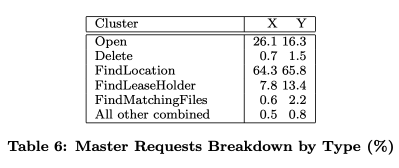 Cluster X Y
Open 26.1 16.3
Delete 0.7 1.5
FindLocation 64.3 65.8
FindLeaseHolder 7.8 13.4
FindMatchingFiles 0.6 2.2
All other combined 0.5 0.8
Table 6: Master Requests Breakdown by Type (%)